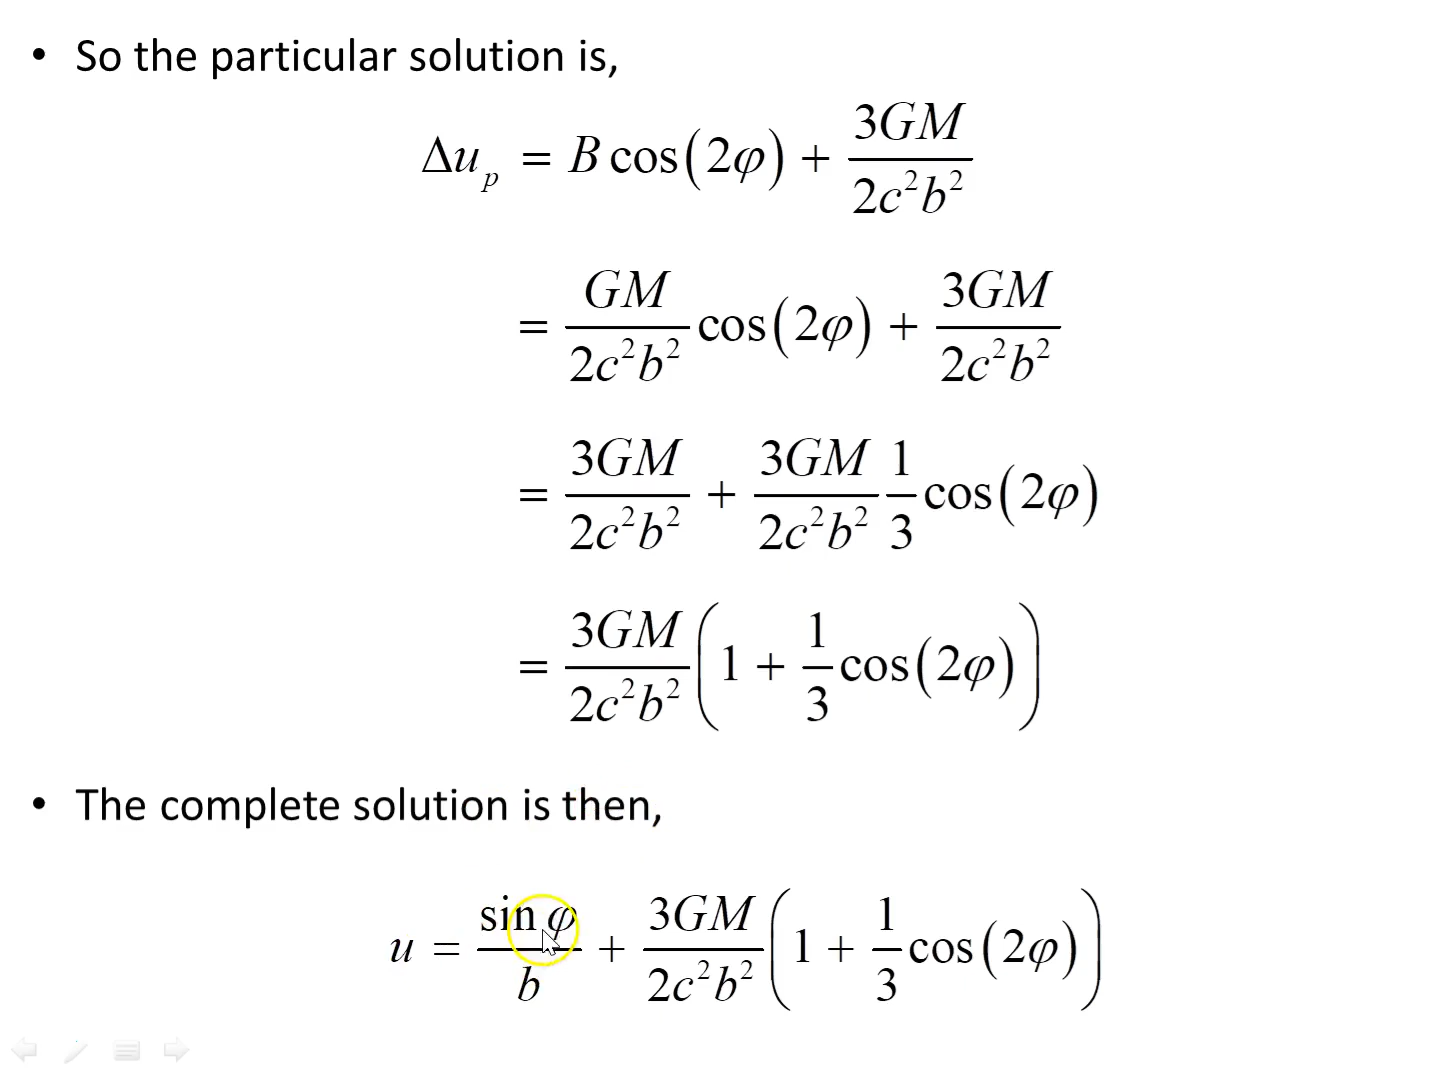 • So the particular solution is,
Δu_p = B cos(2φ) + 3GM/(2c²b²)
= GM/(2c²b²) cos(2φ) + 3GM/(2c²b²)
= 3GM/(2c²b²) + 3GM/(2c²b²) 1/3 cos(2φ)
= 3GM/(2c²b²) (1 + 1/3 cos(2φ))
• The complete solution is then,
u = sin φ/b + 3GM/(2c²b²) (1 + 1/3 cos(2φ))